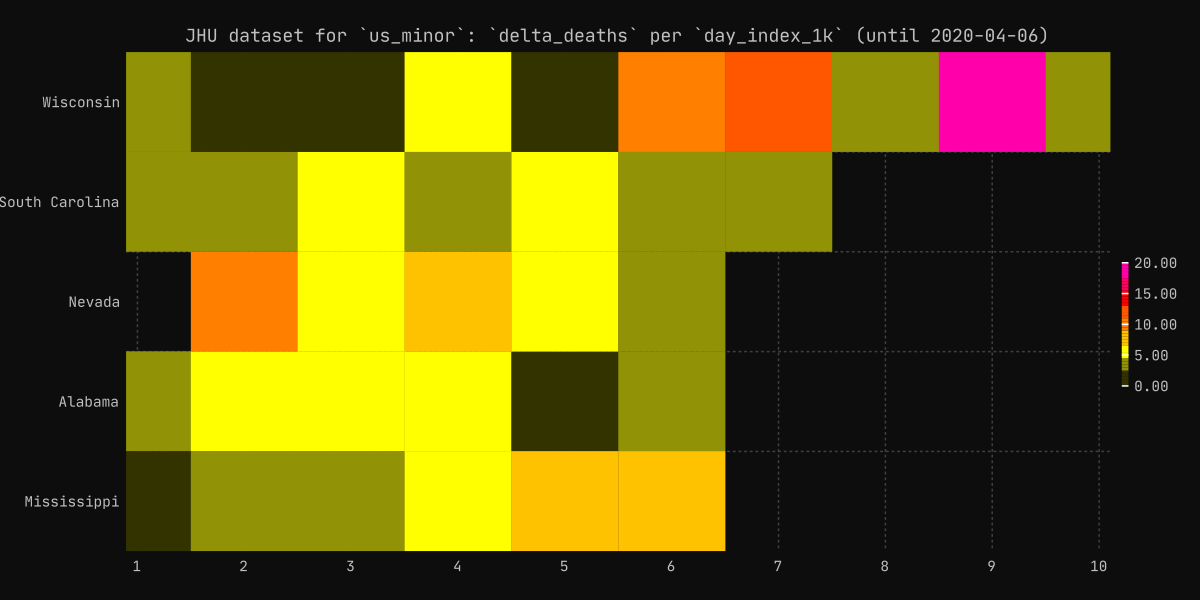 JHU dataset for `us_minor`: `delta_deaths` per `day_index_1k` (until 2020-04-06)
Wisconsin
South Carolina
Nevada
Alabama
Mississippi
20.00
15.00
10.00
5.00
0.00
1 2 3 4 5 6 7 8 9 10